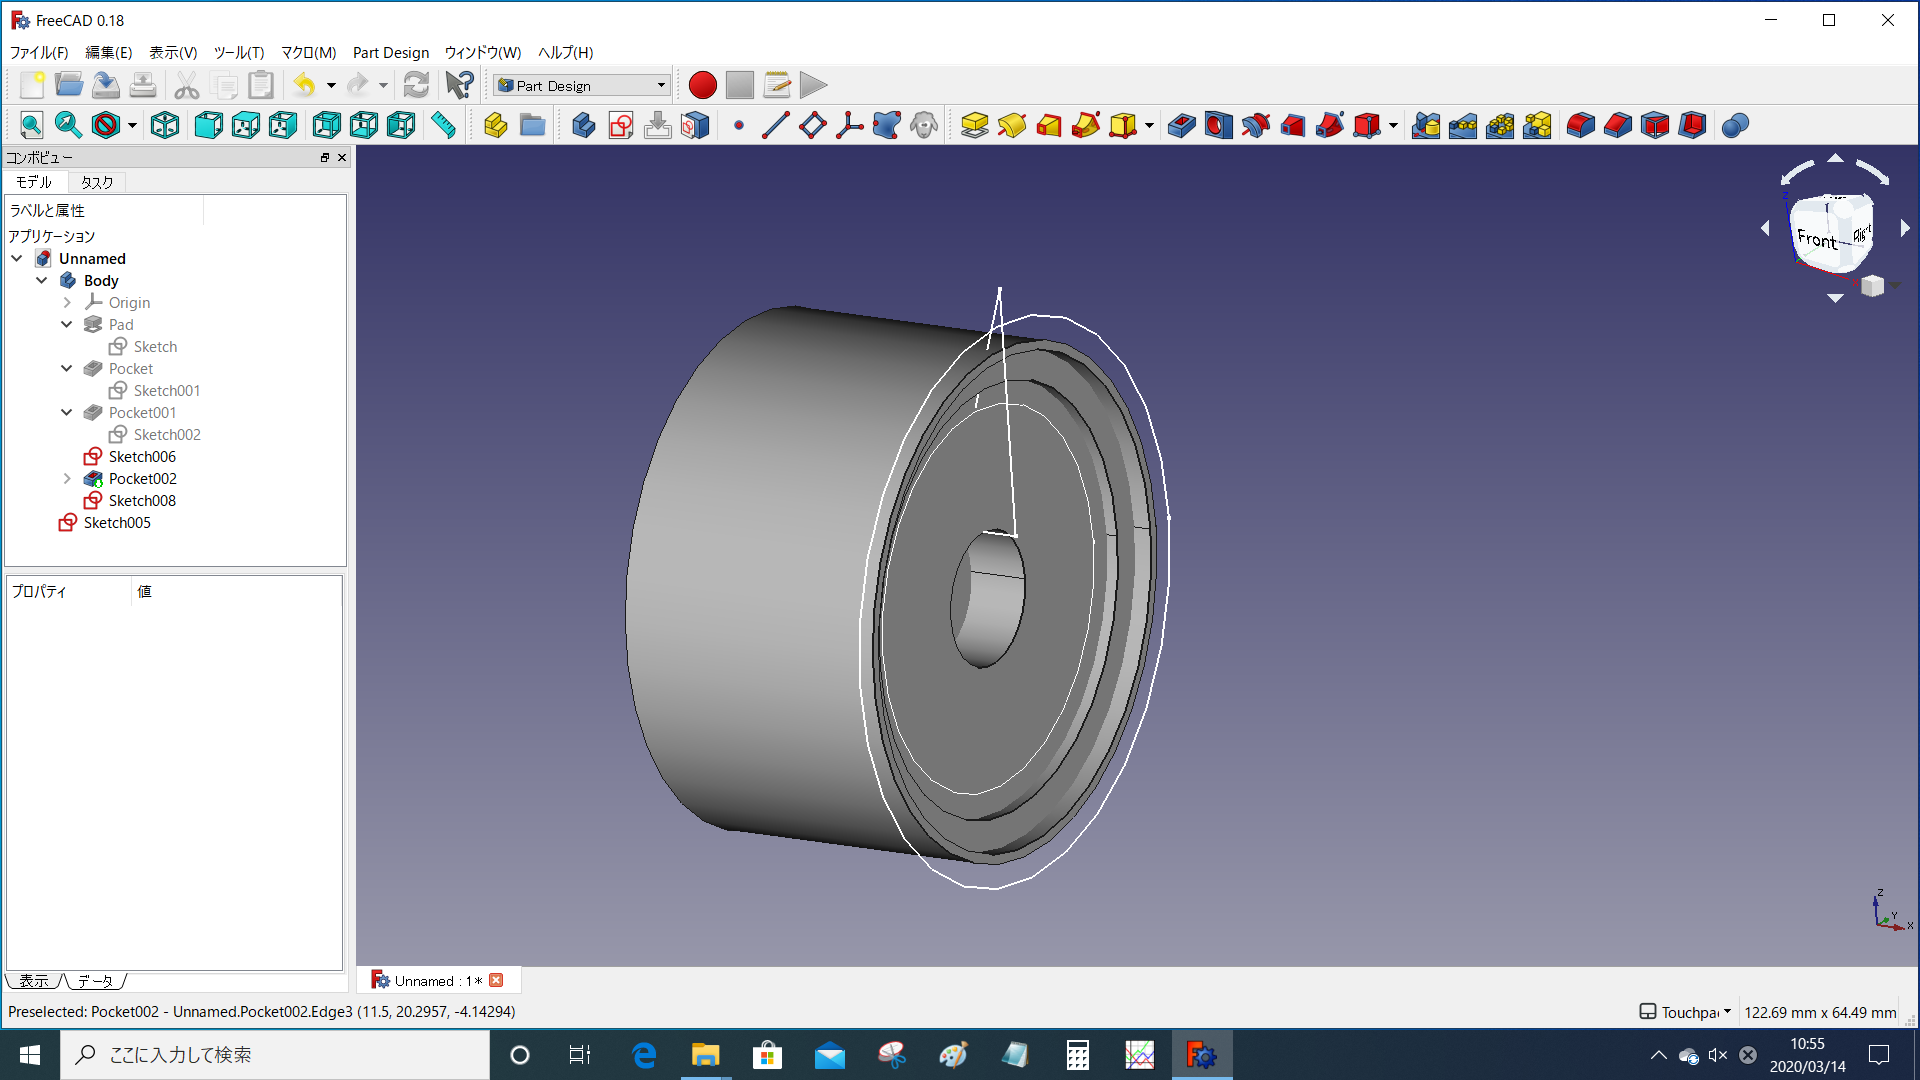 FreeCAD 0.18
ファイル(F) 編集(E) 表示(V) ツール(T) マクロ(M) Part Design ウィンドウ(W) ヘルプ(H)
Part Design
コンボビュー
モデル タスク
ラベルと属性
アプリケーション
Unnamed
Body
Origin
Pad
Sketch
Pocket
Sketch001
Pocket001
Sketch002
Sketch006
Pocket002
Sketch008
Sketch005
プロパティ 値
表示 データ
Front Right
Z
Z
Y
X
Unnamed : 1*
Preselected: Pocket002 - Unnamed.Pocket002.Edge3 (11.5, 20.2957, -4.14294)
Touchpa
122.69 mm x 64.49 mm
ここに入力して検索
10:55
2020/03/14